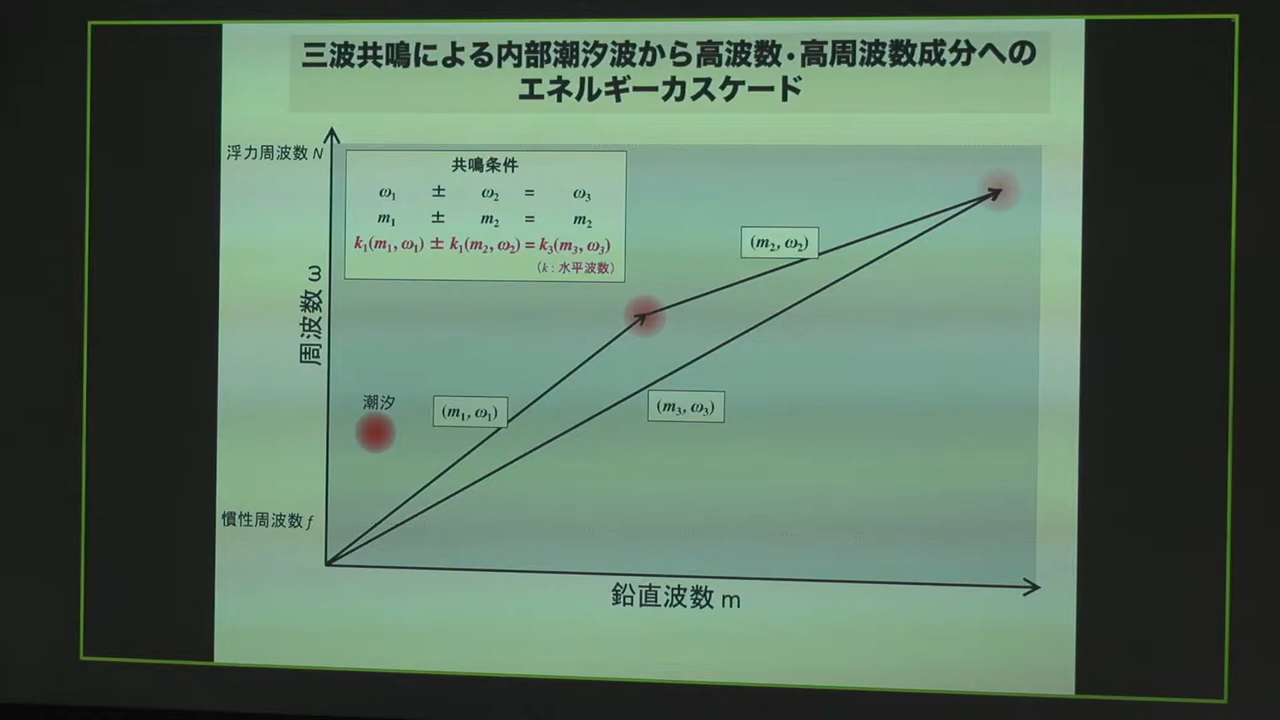 三波共鳴による内部潮汐波から高波数・高周波数成分への
エネルギーカスケード
浮力周波数 N
共鳴条件
ω₁ ± ω₂ = ω₃
m₁ ± m₂ = m₂
k₁(m₁, ω₁) ± k₁(m₂, ω₂) = k₃(m₃, ω₃)
(k : 水平波数)
(m₂, ω₂)
周波数 ω
潮汐
(m₁, ω₁)
(m₃, ω₃)
慣性周波数 f
鉛直波数 m